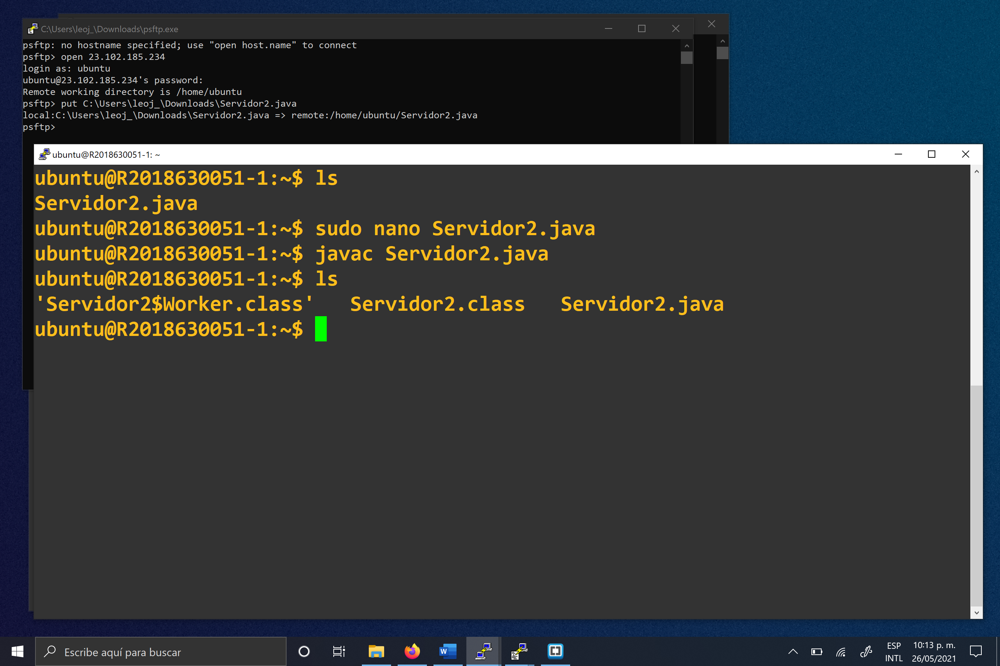 C:\Users\leoj_\Downloads\psftp.exe
psftp: no hostname specified; use "open host.name" to connect
psftp> open 23.102.185.234
login as: ubuntu
ubuntu@23.102.185.234's password:
Remote working directory is /home/ubuntu
psftp> put C:\Users\leoj_\Downloads\Servidor2.java
local:C:\Users\leoj_\Downloads\Servidor2.java => remote:/home/ubuntu/Servidor2.java
psftp>
ubuntu@R2018630051-1: ~
ubuntu@R2018630051-1:~$ ls
Servidor2.java
ubuntu@R2018630051-1:~$ sudo nano Servidor2.java
ubuntu@R2018630051-1:~$ javac Servidor2.java
ubuntu@R2018630051-1:~$ ls
'Servidor2$Worker.class'   Servidor2.class   Servidor2.java
ubuntu@R2018630051-1:~$
Escribe aquí para buscar
W
ESP
INTL
10:13 p. m.
26/05/2021